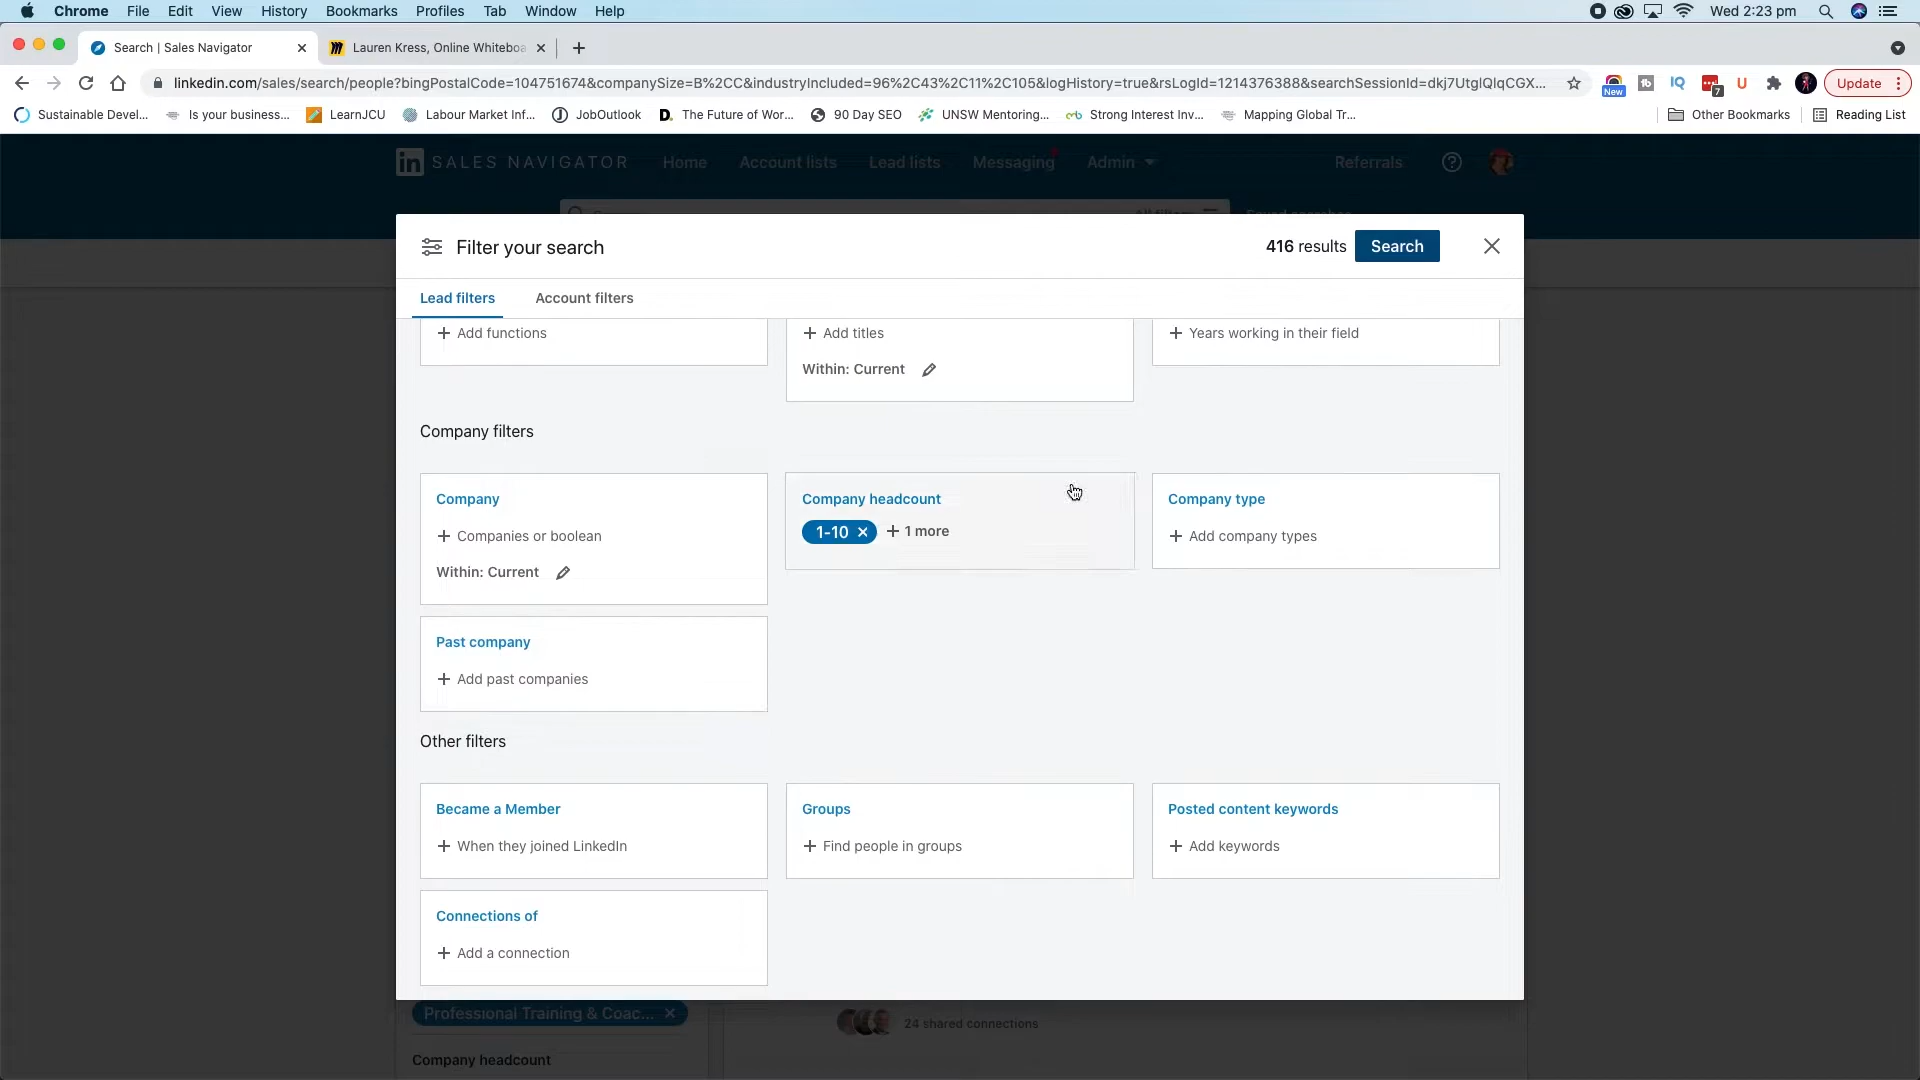 Chrome File Edit View History Bookmarks Profiles Tab Window Help Wed 2:23 pm
Search | Sales Navigator Lauren Kress, Online Whiteboa
linkedin.com/sales/search/people?bingPostalCode=104751674&companySize=B%2CC&industryIncluded=96%2C43%2C11%2C105&logHistory=true&rsLogId=1214376388&searchSessionId=dkj7UtgIQlqCGX... New 7 Update
Sustainable Devel... Is your business... LearnJCU Labour Market Inf... JobOutlook The Future of Wor... 90 Day SEO UNSW Mentoring... Strong Interest Inv... Mapping Global Tr... Other Bookmarks Reading List
in SALES NAVIGATOR Home Account lists Lead lists Messaging Admin Referrals
Filter your search 416 results Search
Lead filters Account filters
+ Add functions + Add titles + Years working in their field
Within: Current
Company filters
Company Company headcount Company type
+ Companies or boolean 1-10 × + 1 more + Add company types
Within: Current
Past company
+ Add past companies
Other filters
Became a Member Groups Posted content keywords
+ When they joined LinkedIn + Find people in groups + Add keywords
Connections of
+ Add a connection
Professional Training & Coac... × 24 shared connections
Company headcount